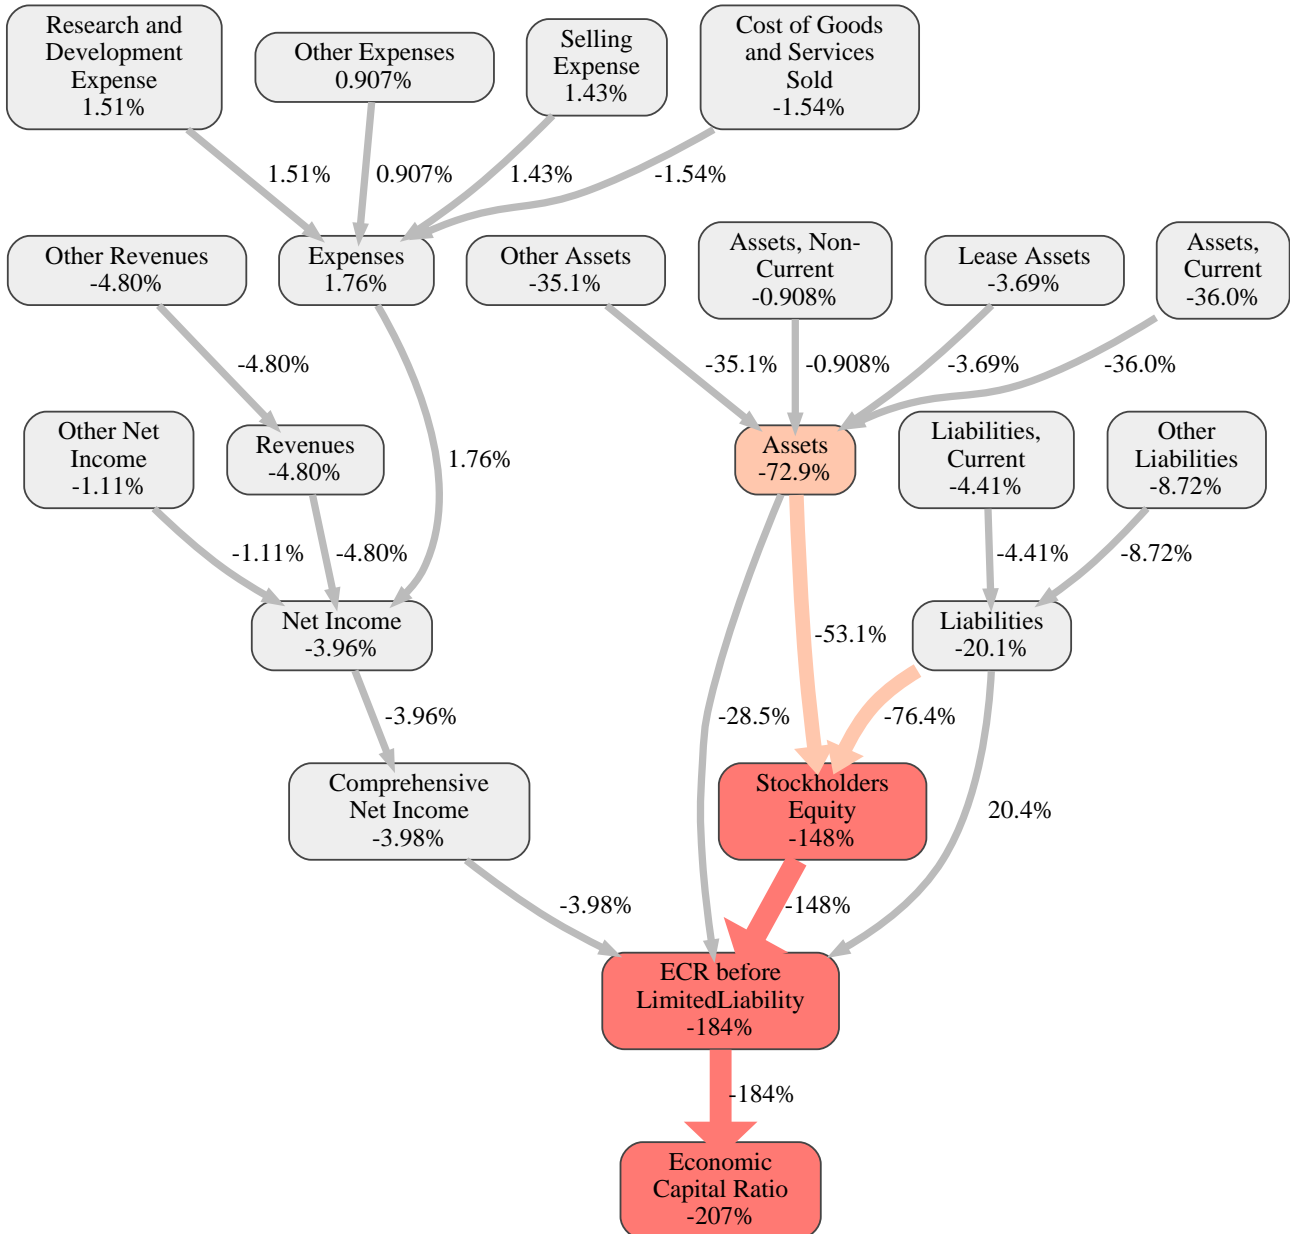 Research and
Development
Expense
1.51%
Other Expenses
0.907%
Selling
Expense
1.43%
Cost of Goods
and Services
Sold
-1.54%
1.51%
0.907%
1.43%
-1.54%
Other Revenues
-4.80%
Expenses
1.76%
Other Assets
-35.1%
Assets, Non-
Current
-0.908%
Lease Assets
-3.69%
Assets,
Current
-36.0%
-4.80%
-35.1%
-0.908%
-3.69%
-36.0%
Other Net
Income
-1.11%
Revenues
-4.80%
1.76%
Assets
-72.9%
Liabilities,
Current
-4.41%
Other
Liabilities
-8.72%
-1.11%
-4.80%
-4.41%
-8.72%
Net Income
-3.96%
-53.1%
Liabilities
-20.1%
-3.96%
-28.5%
-76.4%
Comprehensive
Net Income
-3.98%
Stockholders
Equity
-148%
20.4%
-3.98%
-148%
ECR before
LimitedLiability
-184%
-184%
Economic
Capital Ratio
-207%